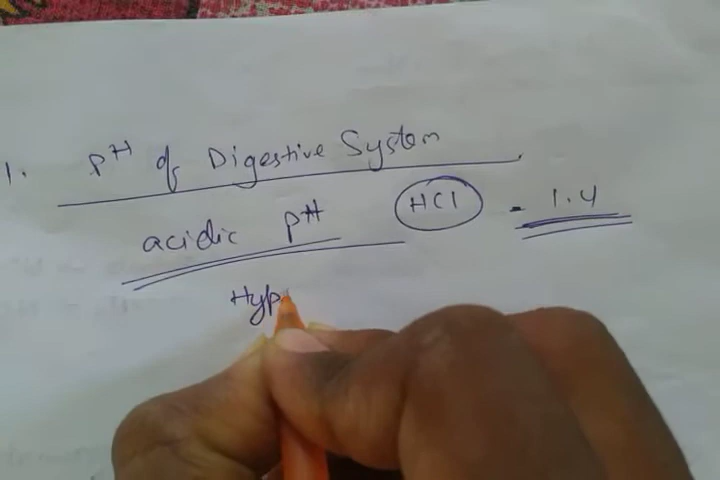 1. pH of Digestive System
acidic pH HCl - 1.4
Hyp